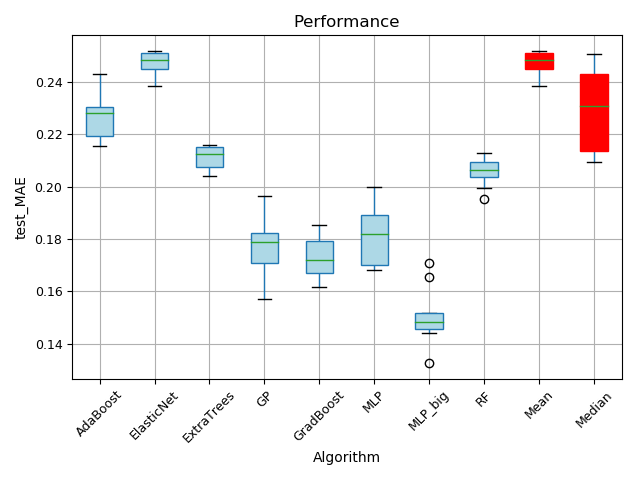 Performance
test_MAE
0.24
0.22
0.20
0.18
0.16
0.14
AdaBoost
ElasticNet
ExtraTrees
GP
GradBoost
MLP
MLP_big
RF
Mean
Median
Algorithm